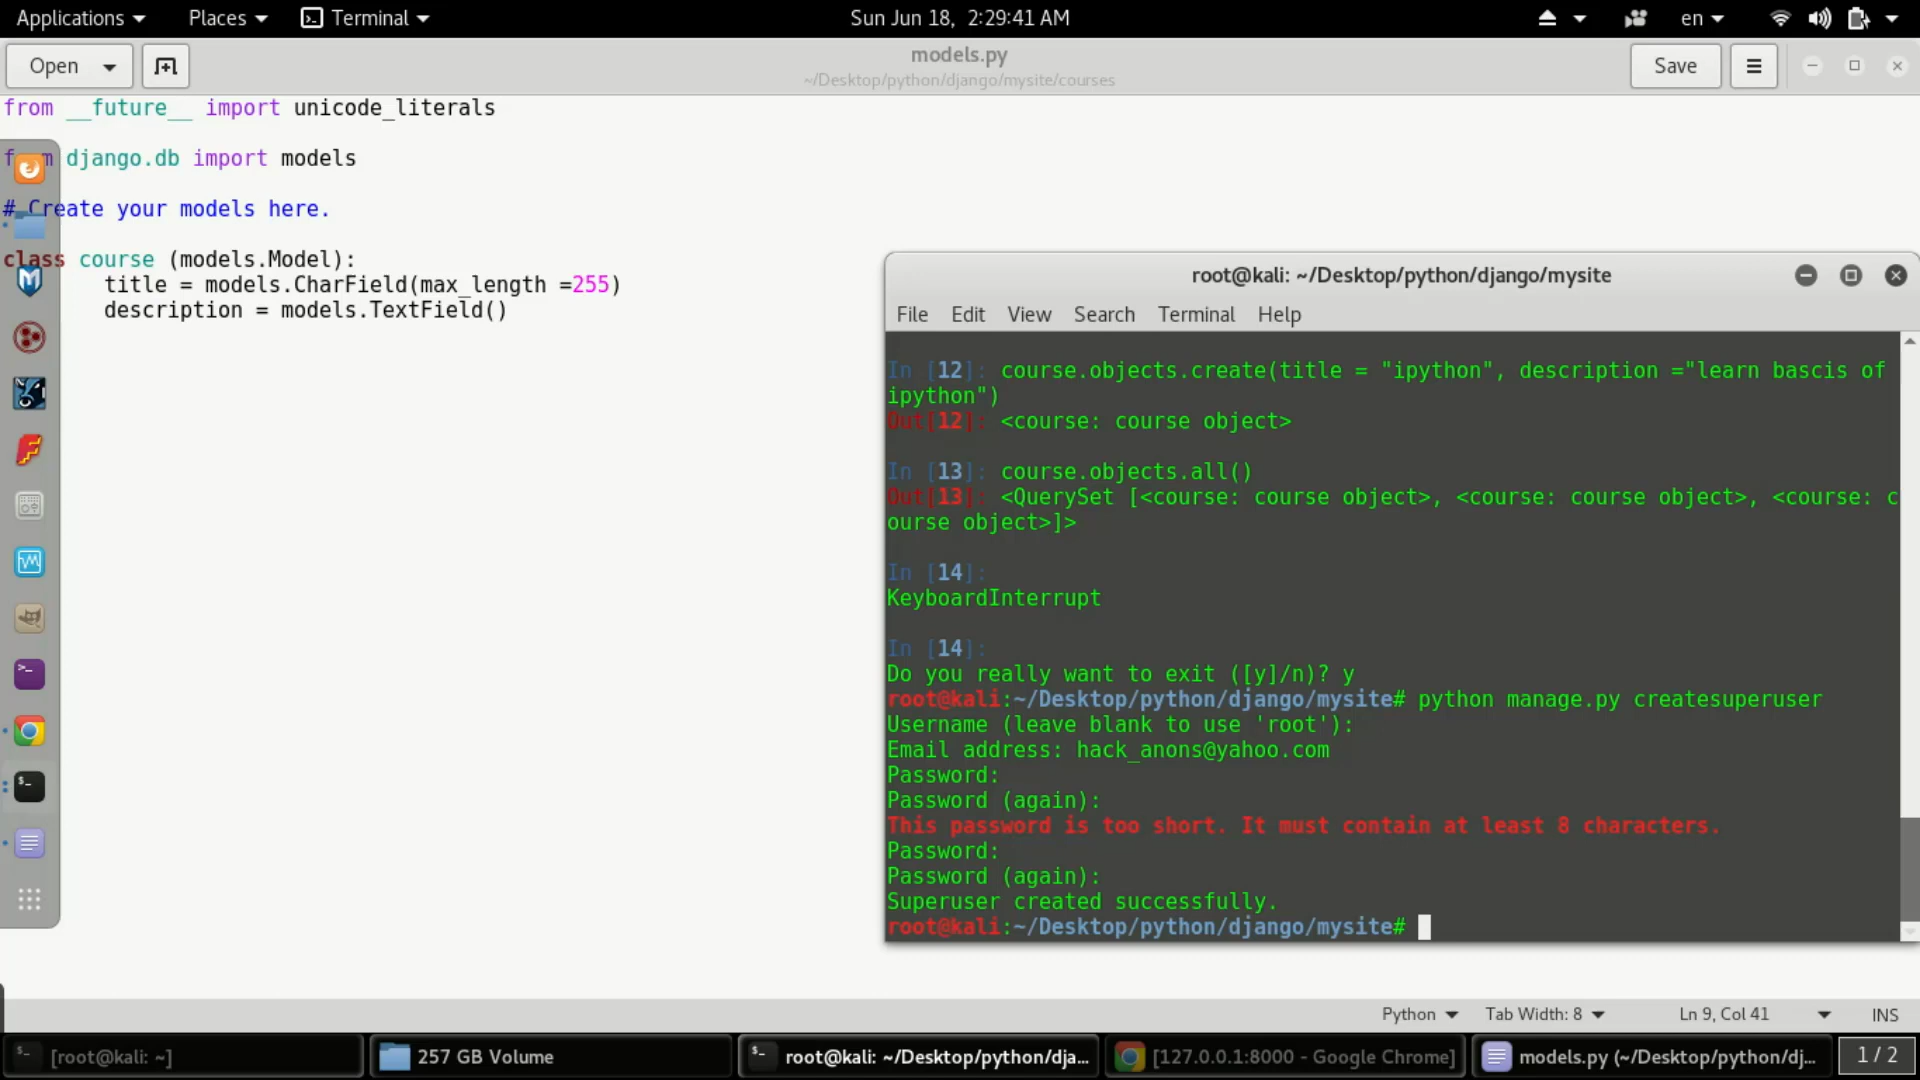 Applications
Places
Terminal
Sun Jun 18, 2:29:41 AM
en
Open
models.py
~/Desktop/python/django/mysite/courses
Save
from __future__ import unicode_literals
from django.db import models
# Create your models here.
class course (models.Model):
title = models.CharField(max_length =255)
description = models.TextField()
root@kali: ~/Desktop/python/django/mysite
File Edit View Search Terminal Help
In [12]: course.objects.create(title = "ipython", description ="learn bascis of
ipython")
Out[12]: <course: course object>
In [13]: course.objects.all()
Out[13]: <QuerySet [<course: course object>, <course: course object>, <course: c
ourse object>]>
In [14]:
KeyboardInterrupt
In [14]:
Do you really want to exit ([y]/n)? y
root@kali:~/Desktop/python/django/mysite# python manage.py createsuperuser
Username (leave blank to use 'root'):
Email address: hack_anons@yahoo.com
Password:
Password (again):
This password is too short. It must contain at least 8 characters.
Password:
Password (again):
Superuser created successfully.
root@kali:~/Desktop/python/django/mysite#
Python
Tab Width: 8
Ln 9, Col 41
INS
[root@kali: ~]
257 GB Volume
root@kali: ~/Desktop/python/dja...
[127.0.0.1:8000 - Google Chrome]
models.py (~/Desktop/python/dj...
1 / 2